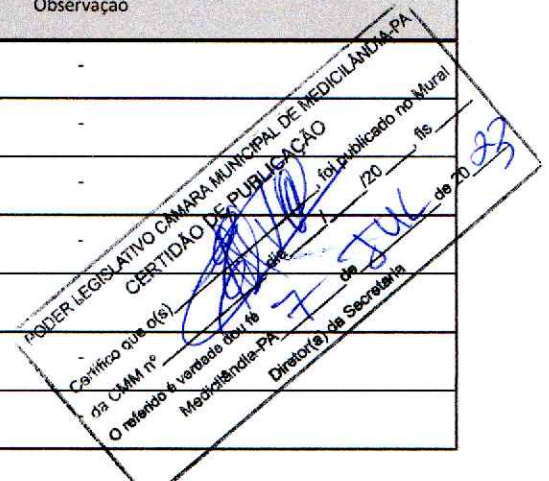 Observação
-
-
-
-
-
PODER LEGISLATIVO CÂMARA MUNICIPAL DE MEDICILÂNDIA-PA
CERTIDÃO DE PUBLICAÇÃO
Certifico que o(s) , foi publicado no Mural
da CMM nº dia / /20 fls
O referido é verdade dou fé
Medicilândia-PA 7 de JUL de 20 23
Diretor(a) da Secretaria